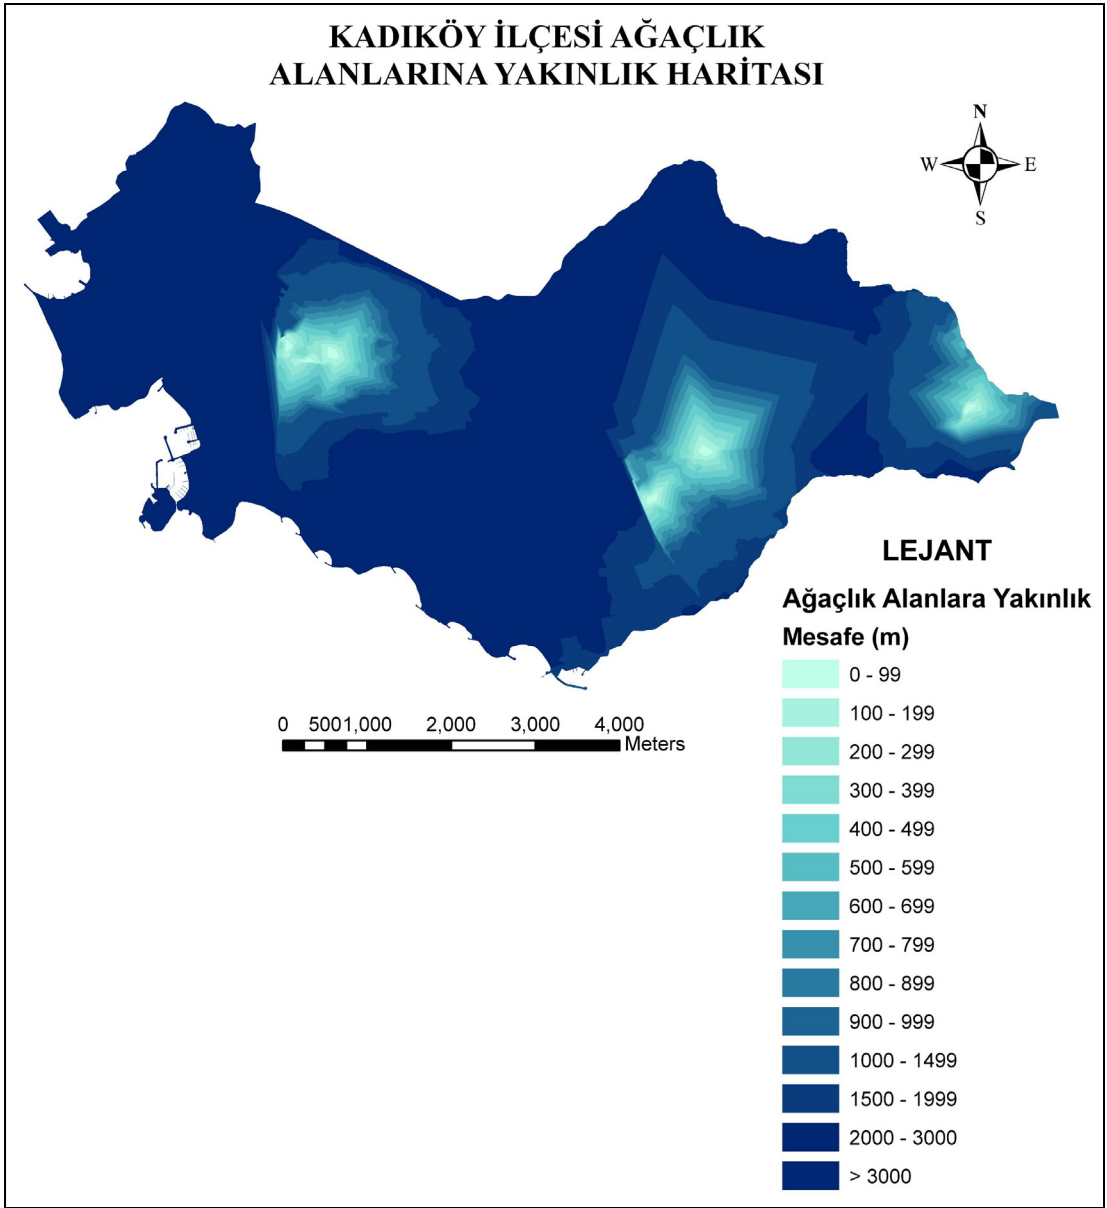 KADIKÖY İLÇESİ AĞAÇLIK
ALANLARINA YAKINLIK HARİTASI
N
W E
S
LEJANT
Ağaçlık Alanlara Yakınlık
Mesafe (m)
0 - 99
100 - 199
200 - 299
300 - 399
400 - 499
500 - 599
600 - 699
700 - 799
800 - 899
900 - 999
1000 - 1499
1500 - 1999
2000 - 3000
> 3000
0 500 1,000 2,000 3,000 4,000
Meters